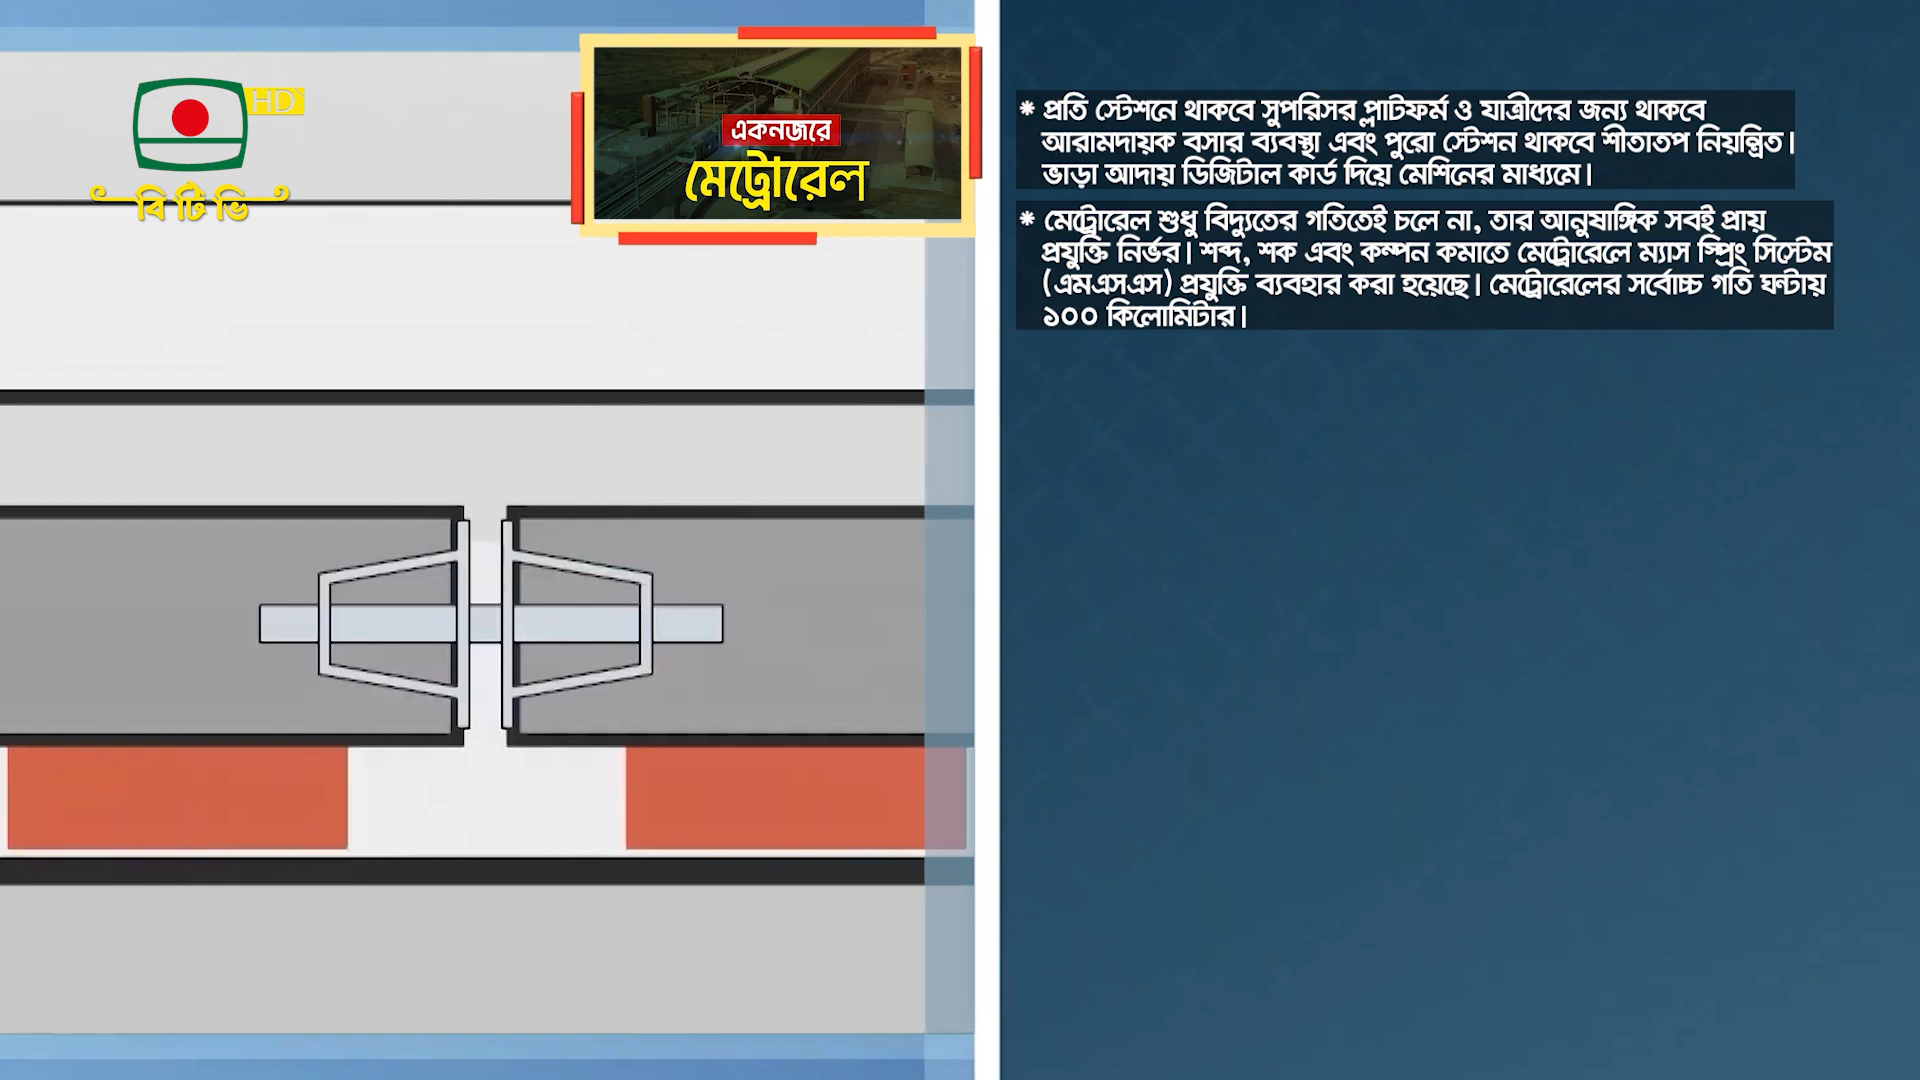 HD
বিটিভি
একনজরে
মেট্রোরেল
* প্রতি স্টেশনে থাকবে সুপরিসর প্লাটফর্ম ও যাত্রীদের জন্য থাকবে
আরামদায়ক বসার ব্যবস্থা এবং পুরো স্টেশন থাকবে শীতাতপ নিয়ন্ত্রিত।
ভাড়া আদায় ডিজিটাল কার্ড দিয়ে মেশিনের মাধ্যমে।
* মেট্রোরেল শুধু বিদ্যুতের গতিতেই চলে না, তার আনুষাঙ্গিক সবই প্রায়
প্রযুক্তি নির্ভর। শব্দ, শক এবং কম্পন কমাতে মেট্রোরেলে ম্যাস স্প্রিং সিস্টেম
(এমএসএস) প্রযুক্তি ব্যবহার করা হয়েছে। মেট্রোরেলের সর্বোচ্চ গতি ঘন্টায়
১০০ কিলোমিটার।